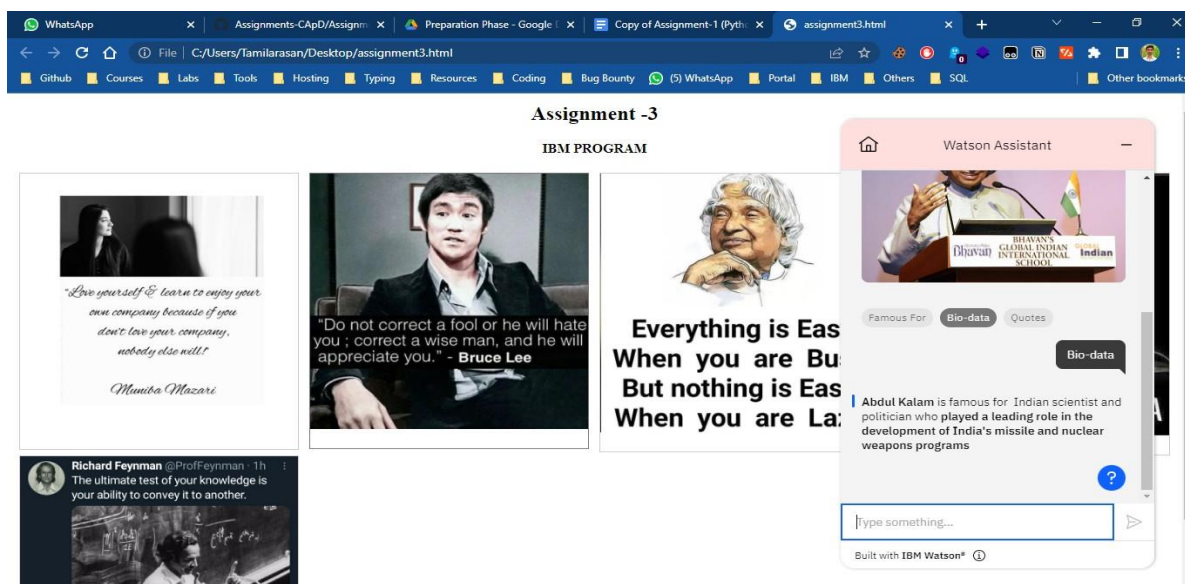 WhatsApp
Assignments-CApD/Assignm
Preparation Phase - Google
Copy of Assignment-1 (Pyth
assignment3.html
File | C:/Users/Tamilarasan/Desktop/assignment3.html
Github Courses Labs Tools Hosting Typing Resources Coding Bug Bounty (5) WhatsApp Portal IBM Others SQL Other bookmarks
Assignment -3
IBM PROGRAM
"Love yourself & learn to enjoy your
own company because if you
don't love your company,
nobody else will!"
Muniba Mazari
"Do not correct a fool or he will hate
you ; correct a wise man, and he will
appreciate you." - Bruce Lee
Everything is Eas
When you are Bu
But nothing is Eas
When you are La
Richard Feynman @ProfFeynman · 1h
The ultimate test of your knowledge is
your ability to convey it to another.
Watson Assistant
Bhavan
BHAVAN'S
GLOBAL INDIAN
INTERNATIONAL
SCHOOL
GLOBAL
Indian
Famous For Bio-data Quotes
Bio-data
Abdul Kalam is famous for Indian scientist and
politician who played a leading role in the
development of India's missile and nuclear
weapons programs
?
Type something...
Built with IBM Watson®